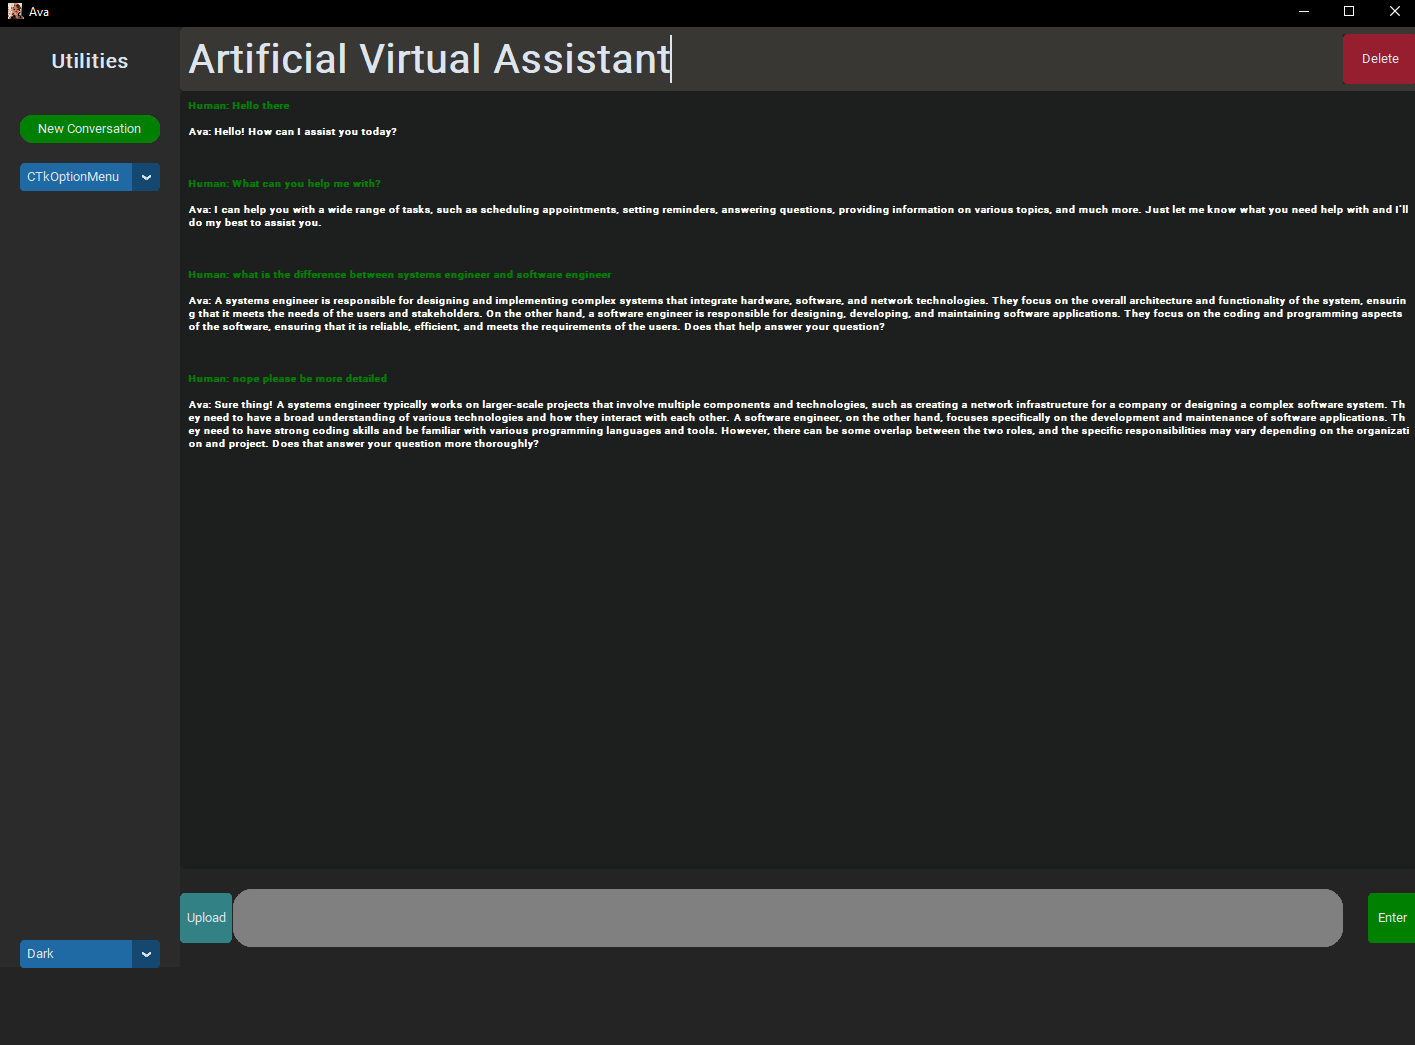 Ava
Utilities
Artificial Virtual Assistant
Delete
New Conversation
CTkOptionMenu
Human: Hello there
Ava: Hello! How can I assist you today?
Human: What can you help me with?
Ava: I can help you with a wide range of tasks, such as scheduling appointments, setting reminders, answering questions, providing information on various topics, and much more. Just let me know what you need help with and I'll
do my best to assist you.
Human: what is the difference between systems engineer and software engineer
Ava: A systems engineer is responsible for designing and implementing complex systems that integrate hardware, software, and network technologies. They focus on the overall architecture and functionality of the system, ensurin
g that it meets the needs of the users and stakeholders. On the other hand, a software engineer is responsible for designing, developing, and maintaining software applications. They focus on the coding and programming aspects
of the software, ensuring that it is reliable, efficient, and meets the requirements of the users. Does that help answer your question?
Human: nope please be more detailed
Ava: Sure thing! A systems engineer typically works on larger-scale projects that involve multiple components and technologies, such as creating a network infrastructure for a company or designing a complex software system. Th
ey need to have a broad understanding of various technologies and how they interact with each other. A software engineer, on the other hand, focuses specifically on the development and maintenance of software applications. Th
ey need to have strong coding skills and be familiar with various programming languages and tools. However, there can be some overlap between the two roles, and the specific responsibilities may vary depending on the organizati
on and project. Does that answer your question more thoroughly?
Upload
Enter
Dark